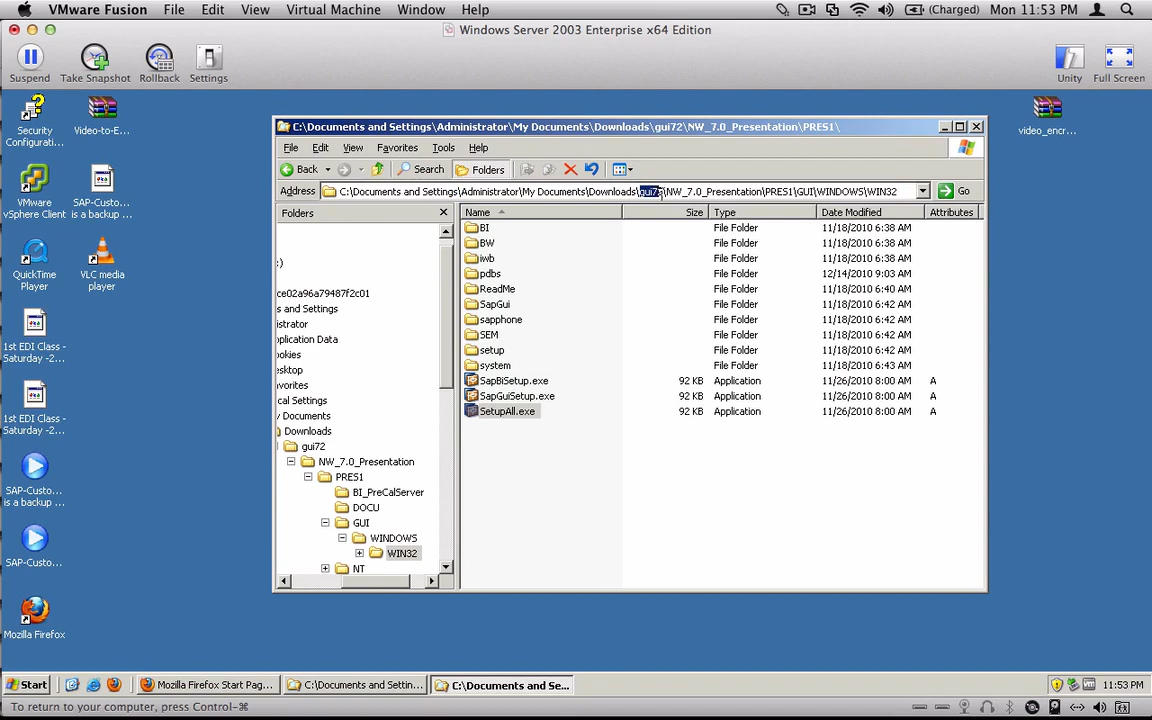 VMware Fusion File Edit View Virtual Machine Window Help (Charged) Mon 11:53 PM
Windows Server 2003 Enterprise x64 Edition
Suspend Take Snapshot Rollback Settings Unity Full Screen
Security Configurati...
Video-to-E...
video_encr...
VMware vSphere Client
SAP-Custo... is a backup ...
QuickTime Player
VLC media player
1st EDI Class - Saturday -2...
1st EDI Class - Saturday -2...
SAP-Custo... is a backup ...
SAP-Custo...
Mozilla Firefox
C:\Documents and Settings\Administrator\My Documents\Downloads\gui72\NW_7.0_Presentation\PRES1\
File Edit View Favorites Tools Help
Back Search Folders
Address C:\Documents and Settings\Administrator\My Documents\Downloads\gui72\NW_7.0_Presentation\PRES1\GUI\WINDOWS\WIN32 Go
Folders
:)
ce02a96a79487f2c01
s and Settings
istrator
plication Data
ookies
esktop
avorites
cal Settings
y Documents
Downloads
gui72
NW_7.0_Presentation
PRES1
BI_PreCalServer
DOCU
GUI
WINDOWS
WIN32
NT
Name Size Type Date Modified Attributes
BI File Folder 11/18/2010 6:38 AM
BW File Folder 11/18/2010 6:38 AM
iwb File Folder 11/18/2010 6:38 AM
pdbs File Folder 12/14/2010 9:03 AM
ReadMe File Folder 11/18/2010 6:40 AM
SapGui File Folder 11/18/2010 6:42 AM
sapphone File Folder 11/18/2010 6:42 AM
SEM File Folder 11/18/2010 6:42 AM
setup File Folder 11/18/2010 6:42 AM
system File Folder 11/18/2010 6:43 AM
SapBiSetup.exe 92 KB Application 11/26/2010 8:00 AM A
SapGuiSetup.exe 92 KB Application 11/26/2010 8:00 AM A
SetupAll.exe 92 KB Application 11/26/2010 8:00 AM A
Start Mozilla Firefox Start Pag... C:\Documents and Settin... C:\Documents and Se... 11:53 PM
To return to your computer, press Control-⌘